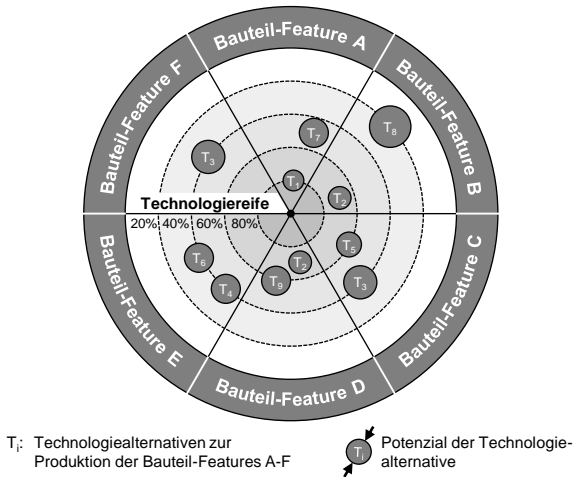 Bauteil-Feature A
Bauteil-Feature F
Bauteil-Feature B
T7
T8
T3
T1
T2
Technologiereife
20% 40% 60% 80%
T5
T6
T2
T9
T3
T4
Bauteil-Feature E
Bauteil-Feature C
Bauteil-Feature D
Ti: Technologiealternativen zur
Produktion der Bauteil-Features A-F
Ti
Potenzial der Technologie-
alternative